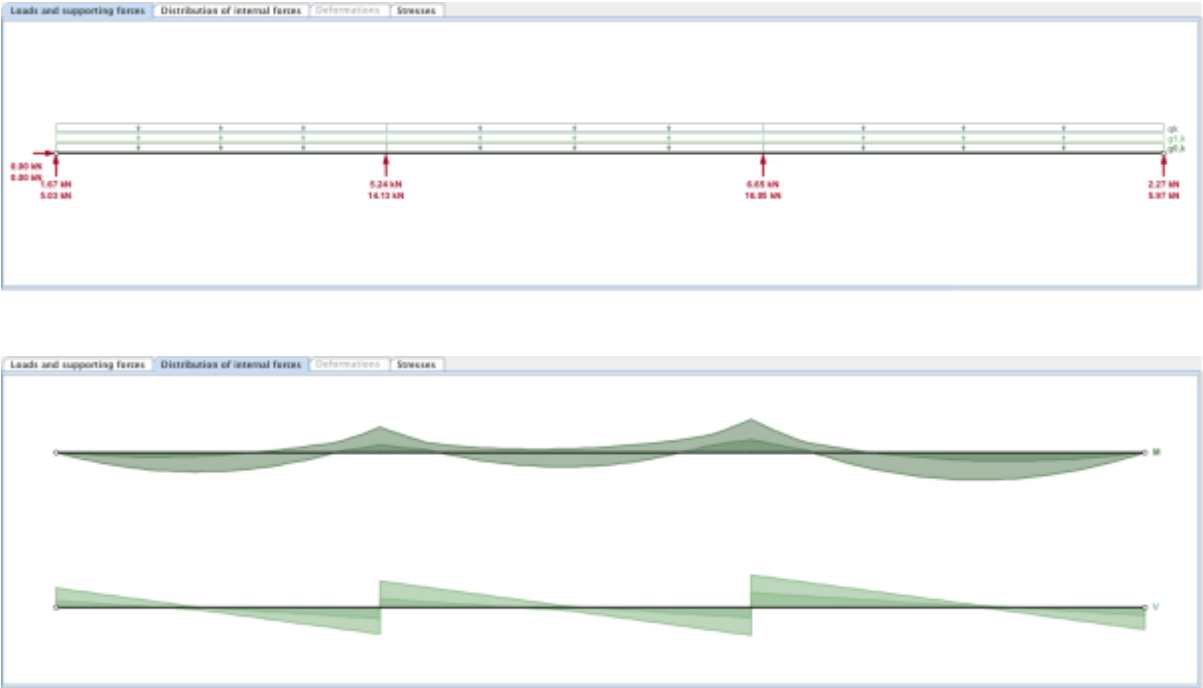 Loads and supporting forces Distribution of internal forces Deformations Stresses
qk
g1,k
g0,k
0.00 kN
0.00 kN
1.67 kN 5.24 kN 6.65 kN 2.27 kN
5.03 kN 14.13 kN 16.05 kN 5.97 kN
Loads and supporting forces Distribution of internal forces Deformations Stresses
M
V